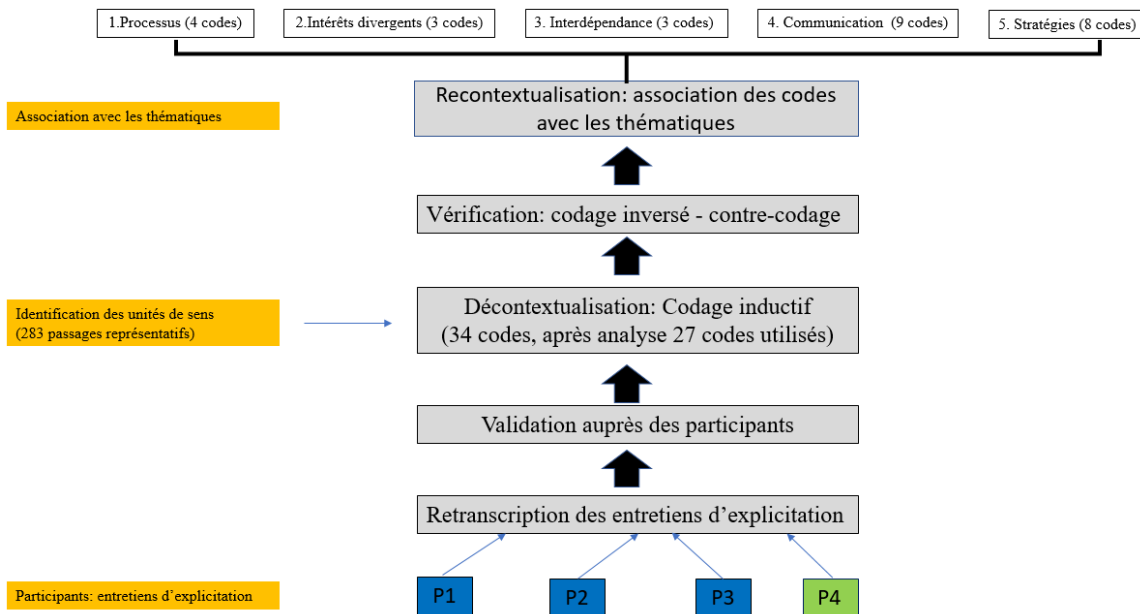 1.Processus (4 codes)
2.Intérêts divergents (3 codes)
3. Interdépendance (3 codes)
4. Communication (9 codes)
5. Stratégies (8 codes)
Association avec les thématiques
Recontextualisation: association des codes
avec les thématiques
Vérification: codage inversé - contre-codage
Identification des unités de sens
(283 passages représentatifs)
Décontextualisation: Codage inductif
(34 codes, après analyse 27 codes utilisés)
Validation auprès des participants
Retranscription des entretiens d’explicitation
Participants: entretiens d’explicitation
P1
P2
P3
P4